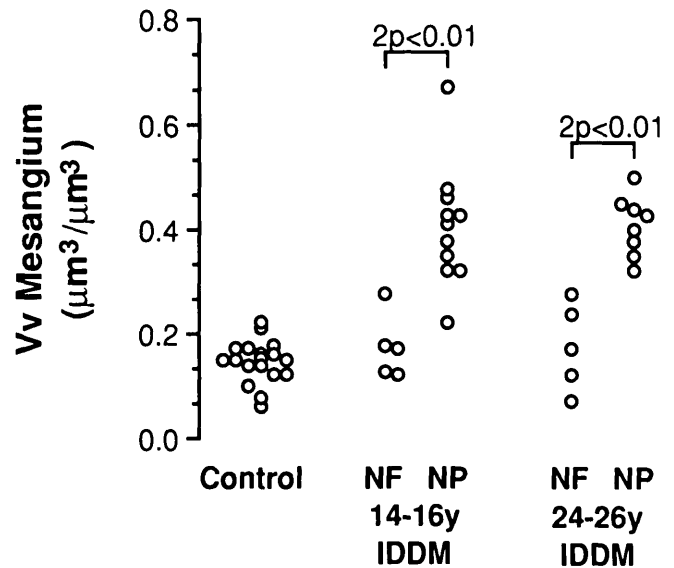 0.8
2p<0.01
0.6
2p<0.01
Vv Mesangium
(μm³/μm³)
0.4
0.2
0.0
Control
NF NP
NF NP
14-16y
24-26y
IDDM
IDDM